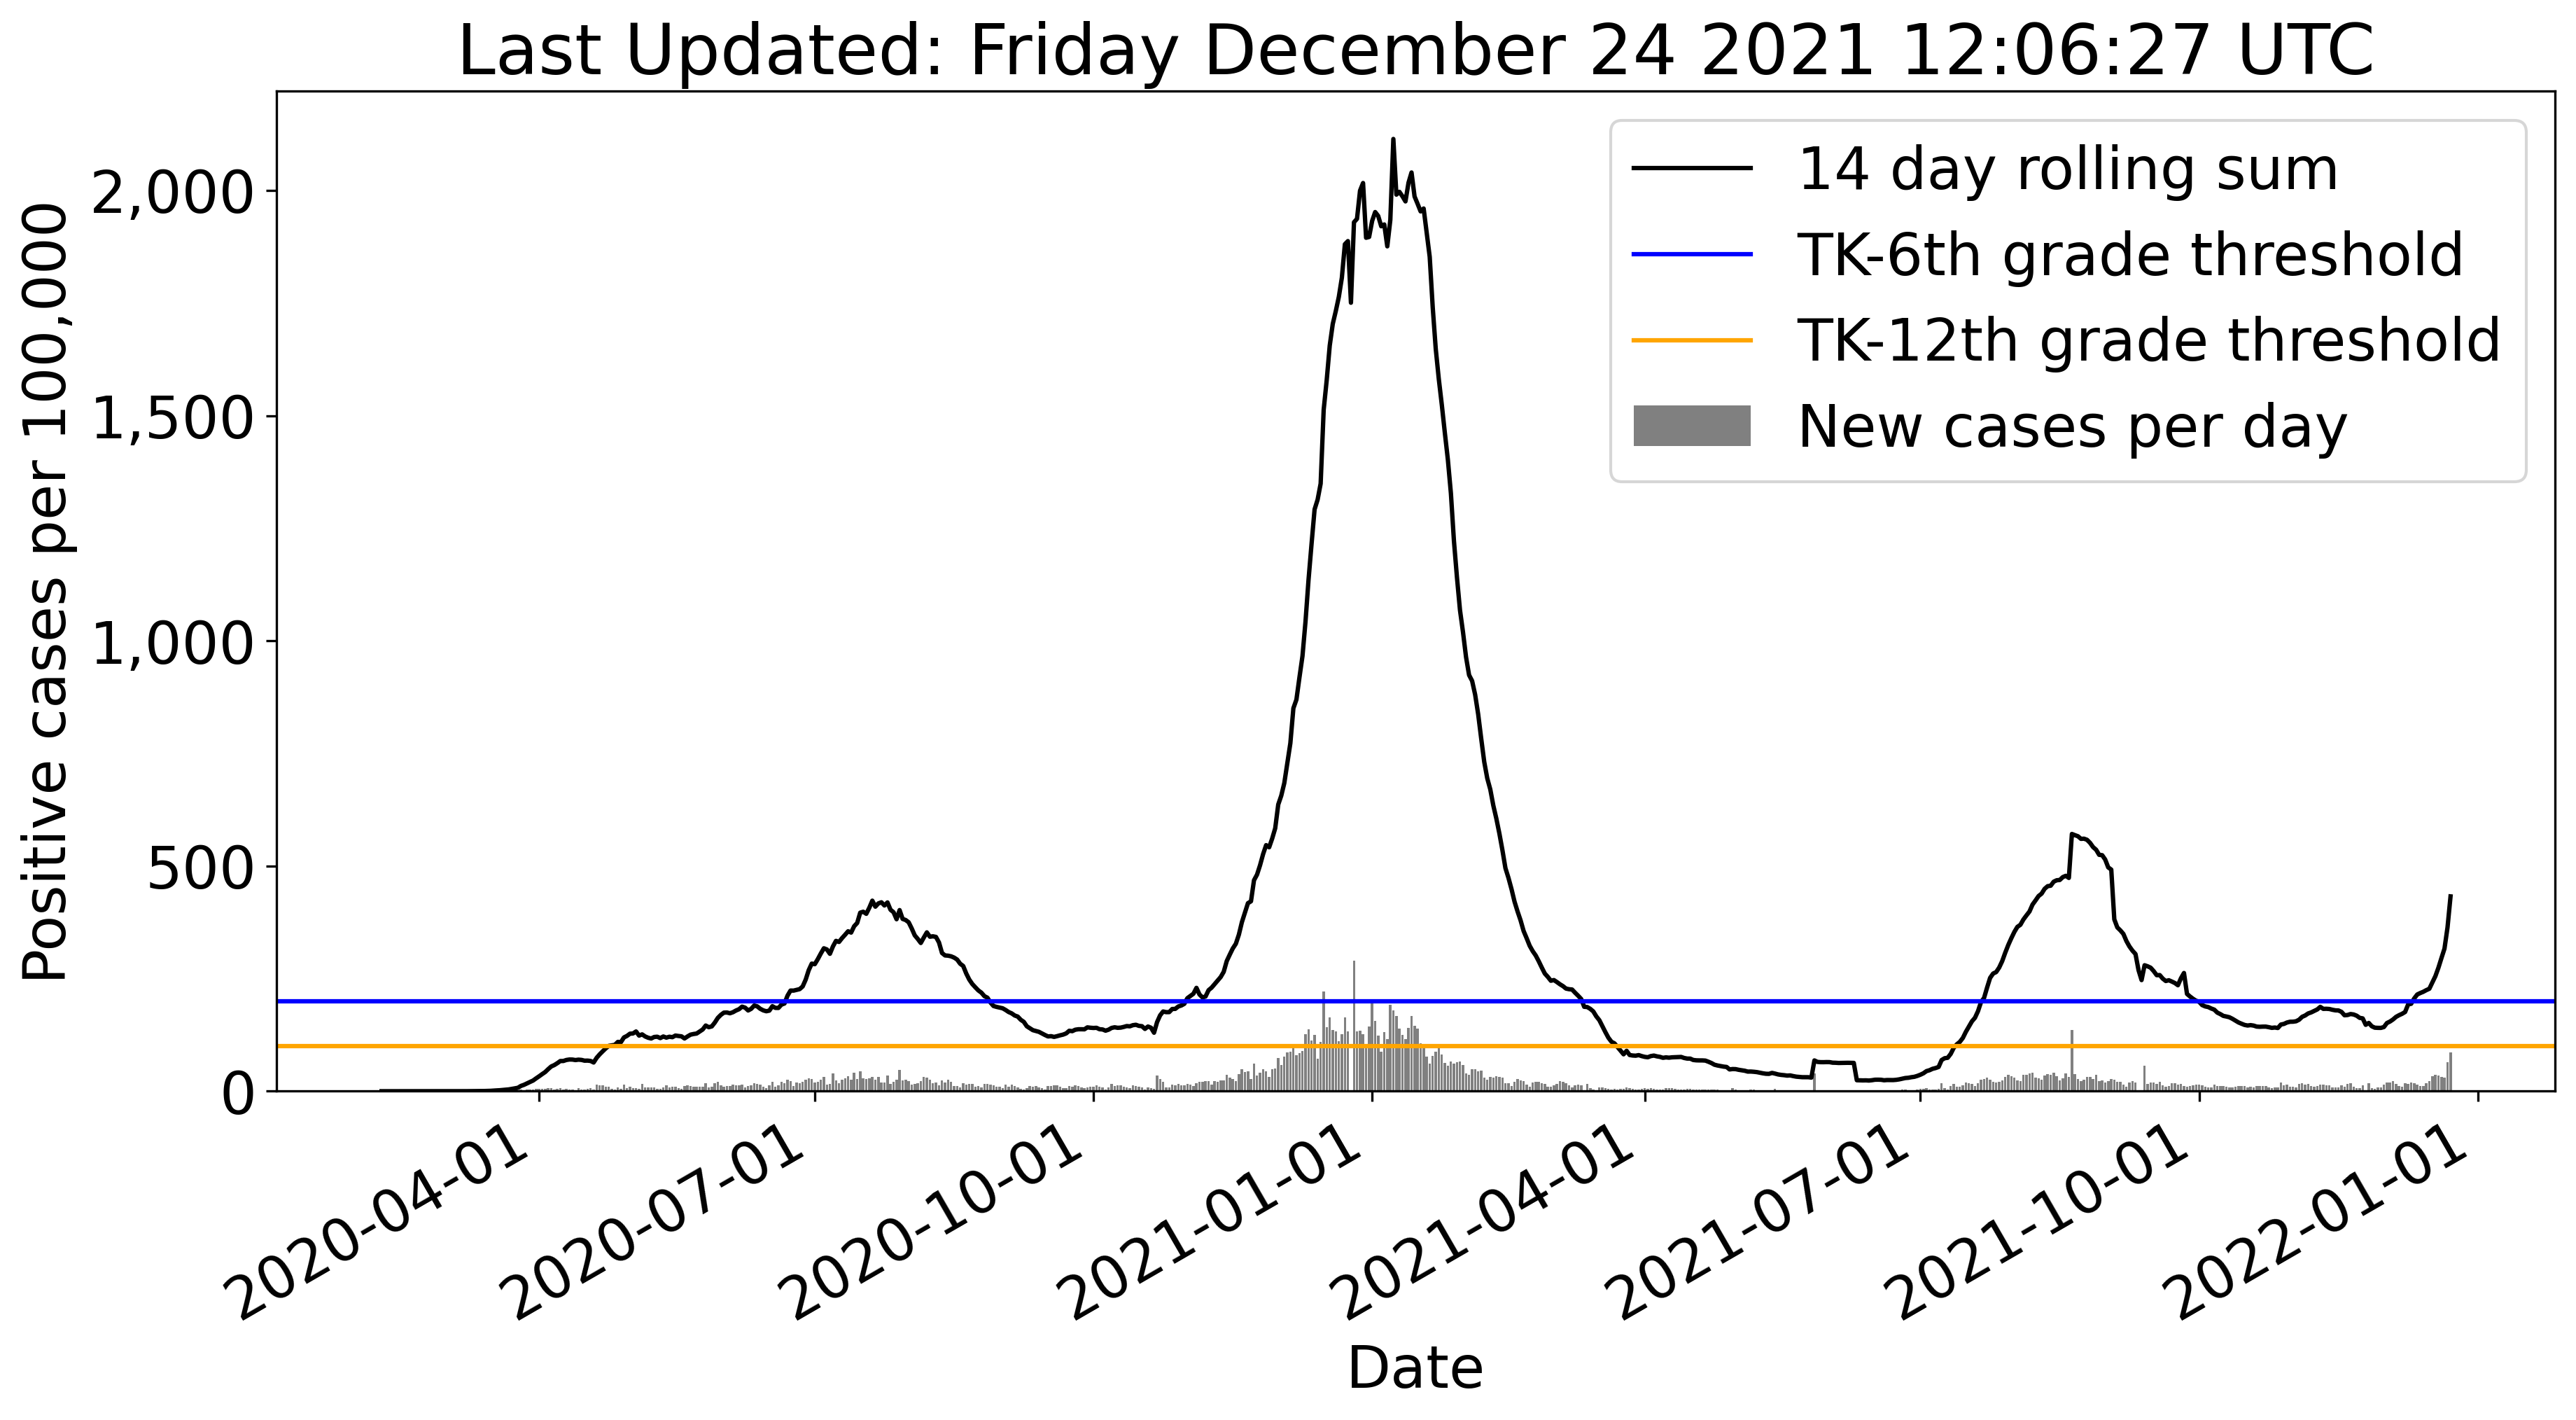 Last Updated: Friday December 24 2021 12:06:27 UTC
Positive cases per 100,000
2,000
1,500
1,000
500
0
14 day rolling sum
TK-6th grade threshold
TK-12th grade threshold
New cases per day
2020-04-01
2020-07-01
2020-10-01
2021-01-01
2021-04-01
2021-07-01
2021-10-01
2022-01-01
Date